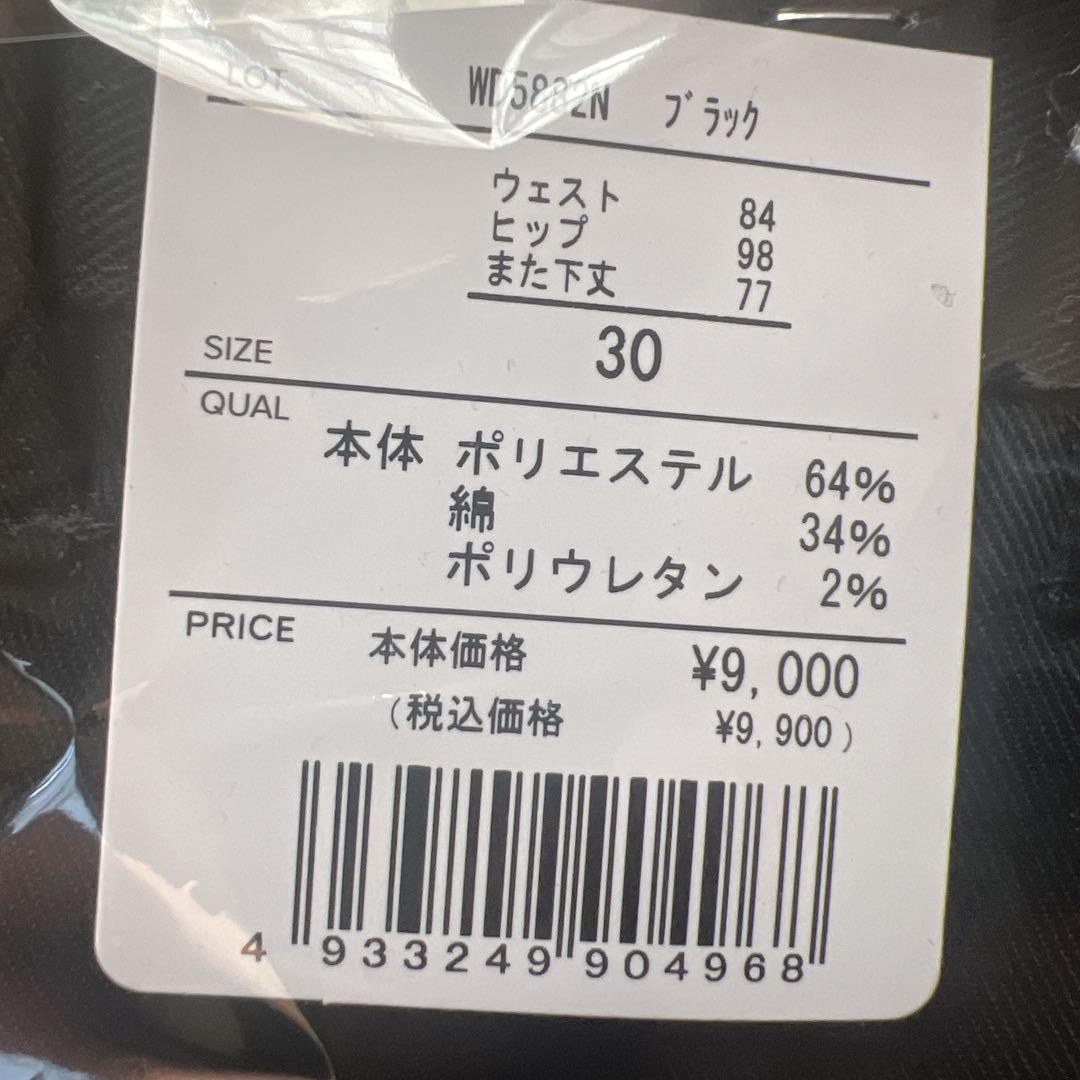 LOT WD5882N ブラック
ウェスト 84
ヒップ 98
また下丈 77
SIZE 30
QUAL
本体 ポリエステル 64%
綿 34%
ポリウレタン 2%
PRICE 本体価格 ¥9,000
(税込価格 ¥9,900)
4 933249 904968